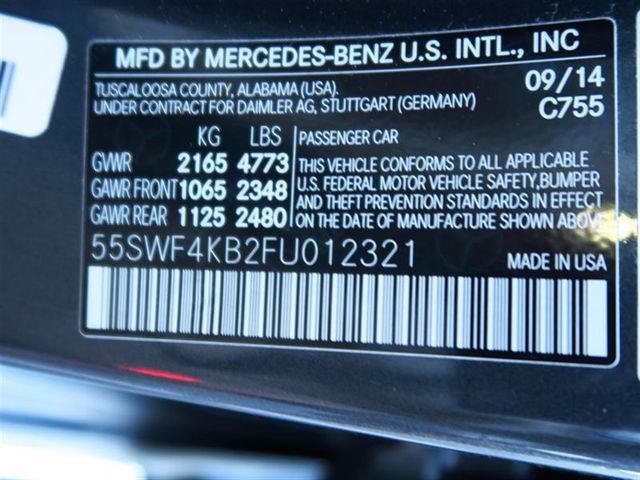 MFD BY MERCEDES-BENZ U.S. INTL., INC
TUSCALOOSA COUNTY, ALABAMA (USA). 09/14
UNDER CONTRACT FOR DAIMLER AG, STUTTGART (GERMANY) C755
KG LBS
GVWR 2165 4773
GAWR FRONT 1065 2348
GAWR REAR 1125 2480
PASSENGER CAR
THIS VEHICLE CONFORMS TO ALL APPLICABLE
U.S. FEDERAL MOTOR VEHICLE SAFETY, BUMPER
AND THEFT PREVENTION STANDARDS IN EFFECT
ON THE DATE OF MANUFACTURE SHOWN ABOVE
55SWF4KB2FU012321 MADE IN USA